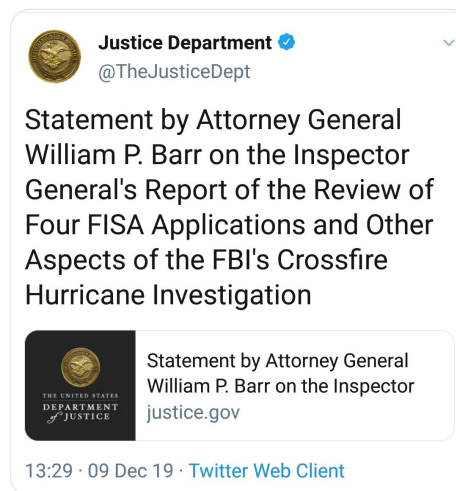 Justice Department
@TheJusticeDept
Statement by Attorney General
William P. Barr on the Inspector
General's Report of the Review of
Four FISA Applications and Other
Aspects of the FBI's Crossfire
Hurricane Investigation
THE UNITED STATES
DEPARTMENT
of JUSTICE
Statement by Attorney General
William P. Barr on the Inspector
justice.gov
13:29 · 09 Dec 19 · Twitter Web Client